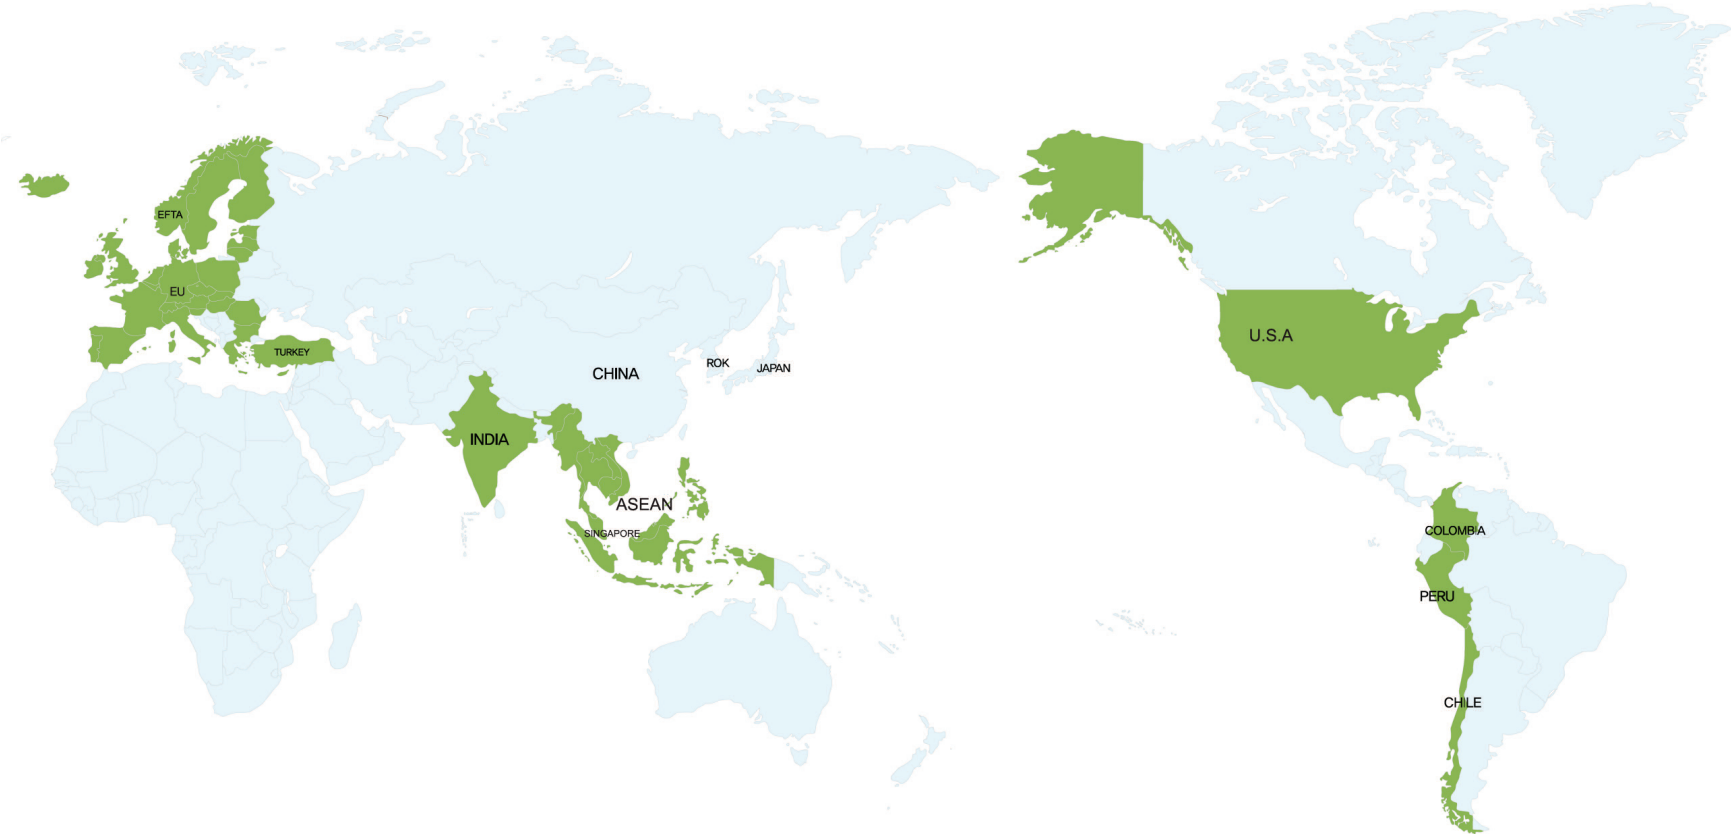 EFTA
EU
TURKEY
CHINA
ROK
JAPAN
INDIA
ASEAN
SINGAPORE
U.S.A
COLOMBIA
PERU
CHILE